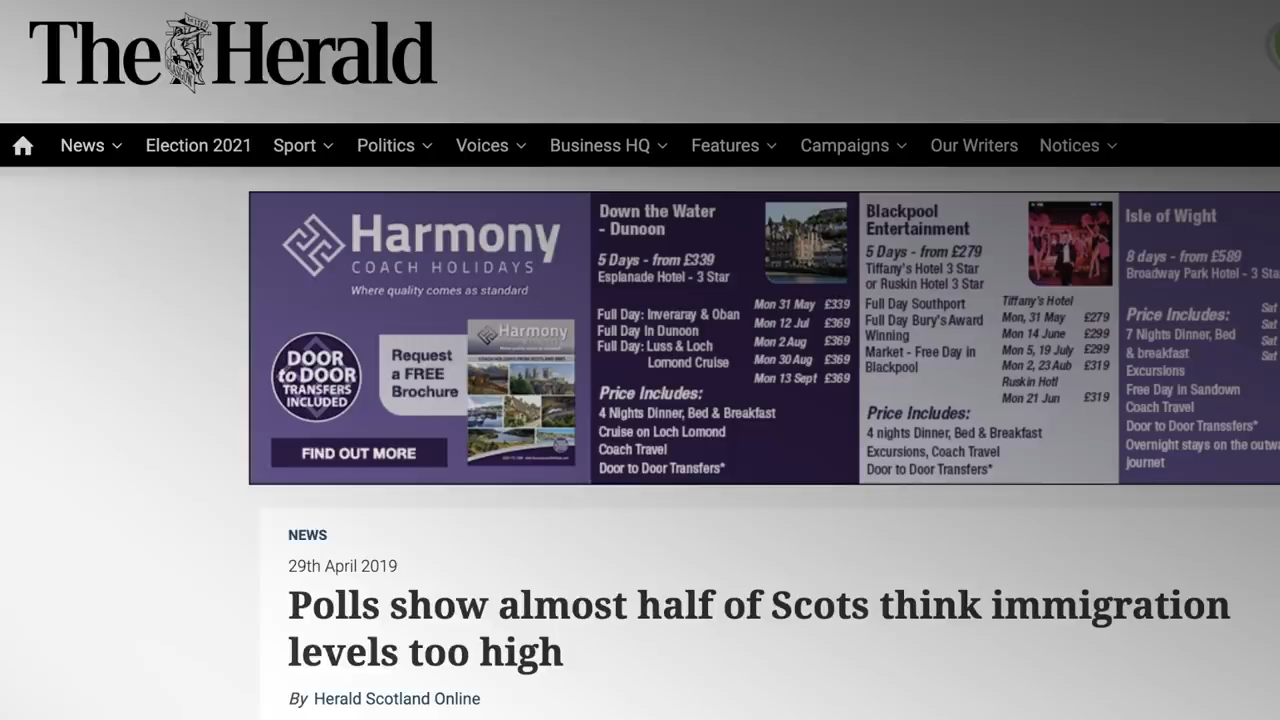 The Herald
News Election 2021 Sport Politics Voices Business HQ Features Campaigns Our Writers Notices
Harmony
COACH HOLIDAYS
Where quality comes as standard
DOOR
to DOOR
TRANSFERS
INCLUDED
Request
a FREE
Brochure
Harmony
FIND OUT MORE
Down the Water
- Dunoon
5 Days - from £339
Esplanade Hotel - 3 Star
Full Day: Inveraray & Oban
Full Day In Dunoon
Full Day: Luss & Loch
Lomond Cruise
Mon 31 May £339
Mon 12 Jul £369
Mon 2 Aug £369
Mon 30 Aug £369
Mon 13 Sept £369
Price Includes:
4 Nights Dinner, Bed & Breakfast
Cruise on Loch Lomond
Coach Travel
Door to Door Transfers*
Blackpool
Entertainment
5 Days - from £279
Tiffany's Hotel 3 Star
or Ruskin Hotel 3 Star
Full Day Southport
Full Day Bury's Award
Winning
Market - Free Day in
Blackpool
Tiffany's Hotel
Mon, 31 May £279
Mon 14 June £299
Mon 5, 19 July £299
Mon 2, 23 Aub £319
Ruskin Hotl
Mon 21 Jun £319
Price Includes:
4 nights Dinner, Bed & Breakfast
Excursions, Coach Travel
Door to Door Transfers*
Isle of Wight
8 days - from £589
Broadway Park Hotel - 3 Sta
Price Includes:
7 Nights Dinner, Bed
& breakfast
Excursions
Free Day in Sandown
Coach Travel
Door to Door Transsfers*
Overnight stays on the outwa
journet
Sat
Sat
Sat
NEWS
29th April 2019
Polls show almost half of Scots think immigration
levels too high
By Herald Scotland Online